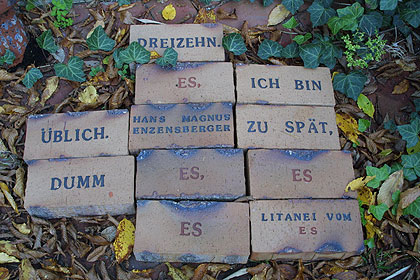 DREIZEHN.
ES,
ICH BIN
ÜBLICH.
HANS MAGNUS
ENZENSBERGER
ZU SPÄT,
DUMM
ES,
ES
ES
LITANEI VOM
ES